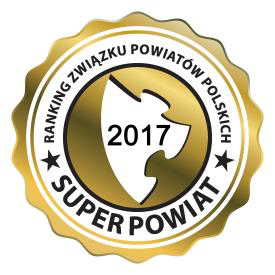 RANKING ZWIĄZKU POWIATÓW POLSKICH
2017
★ SUPER POWIAT ★